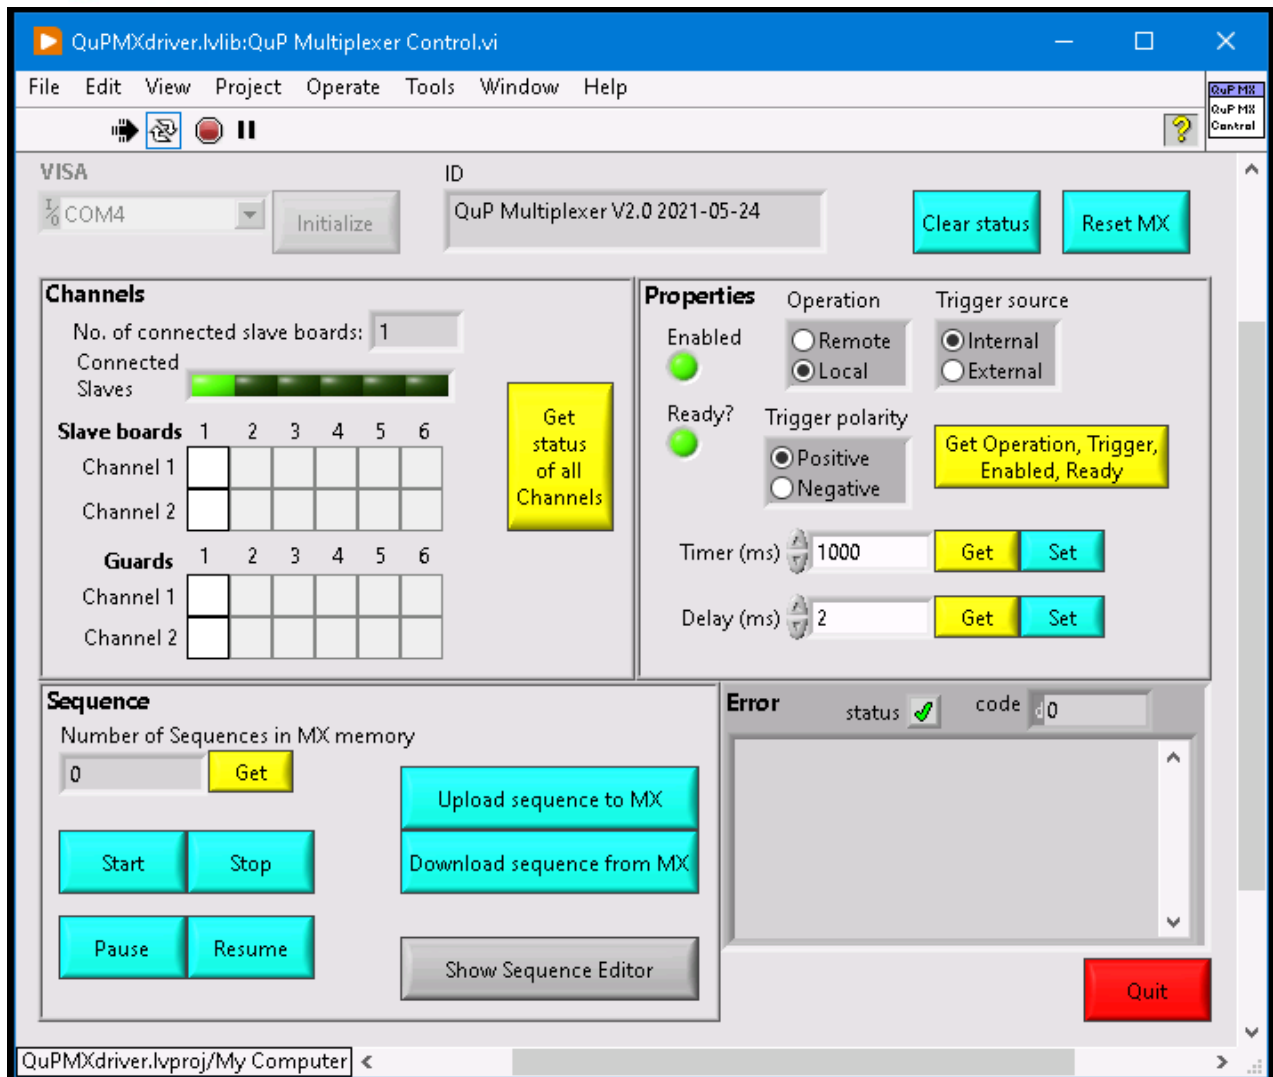 QuPMXdriver.lvlib:QuP Multiplexer Control.vi
File Edit View Project Operate Tools Window Help
QuP MX
QuP MX
Control
VISA
COM4
Initialize
ID
QuP Multiplexer V2.0 2021-05-24
Clear status
Reset MX
Channels
No. of connected slave boards: 1
Connected
Slaves
Slave boards 1 2 3 4 5 6
Channel 1
Channel 2
Guards 1 2 3 4 5 6
Channel 1
Channel 2
Get
status
of all
Channels
Properties
Enabled
Ready?
Operation
Remote
Local
Trigger source
Internal
External
Trigger polarity
Positive
Negative
Get Operation, Trigger,
Enabled, Ready
Timer (ms) 1000 Get Set
Delay (ms) 2 Get Set
Sequence
Number of Sequences in MX memory
0 Get
Start Stop
Pause Resume
Upload sequence to MX
Download sequence from MX
Show Sequence Editor
Error
status
code d0
Quit
QuPMXdriver.lvproj/My Computer